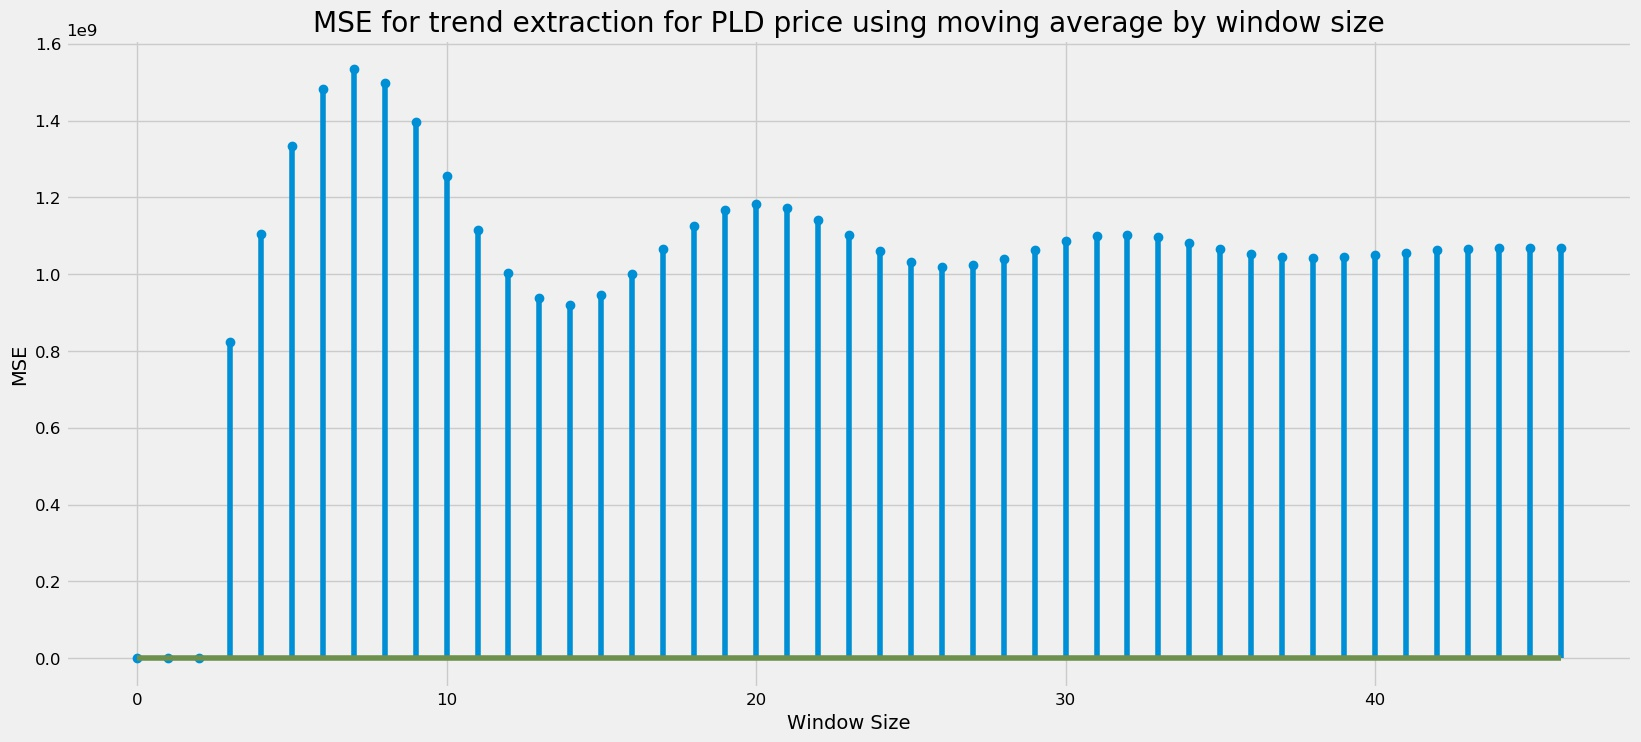 MSE for trend extraction for PLD price using moving average by window size
1e9
1.6
1.4
1.2
1.0
0.8
0.6
0.4
0.2
0.0
MSE
0 10 20 30 40
Window Size